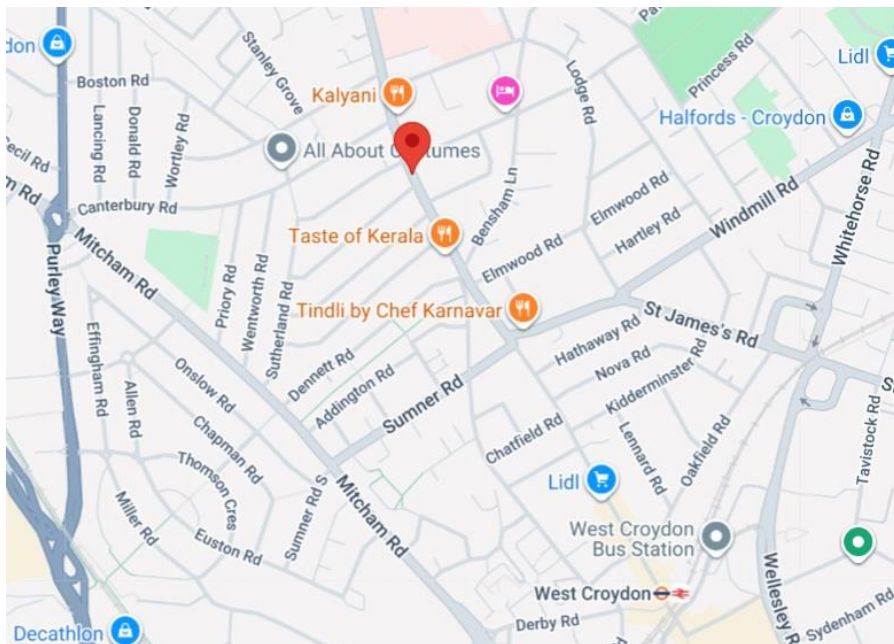 don
Boston Rd
Stanley Grove
Lancing Rd
Donald Rd
Wortley Rd
Cecil Rd
m Rd
Canterbury Rd
Kalyani
All About Costumes
Lodge Rd
Princess Rd
Lidl
Halfords - Croydon
Bensham Ln
Elmwood Rd
Hartley Rd
Windmill Rd
Whitehorse Rd
Taste of Kerala
Elmwood Rd
Purley Way
Mitcham Rd
Priory Rd
Wentworth Rd
Sutherland Rd
Tindli by Chef Karnavar
St James's Rd
Hathaway Rd
Nova Rd
Kidderminster Rd
Effingham Rd
Allen Rd
Onslow Rd
Chapman Rd
Dennett Rd
Addington Rd
Sumner Rd
Chatfield Rd
Lennard Rd
Oakfield Rd
Tavistock Rd
Thomson Cres
Miller Rd
Euston Rd
Sumner Rd S
Mitcham Rd
Lidl
West Croydon
Bus Station
West Croydon
Derby Rd
Wellesley R
Sydenham Rd
Decathlon